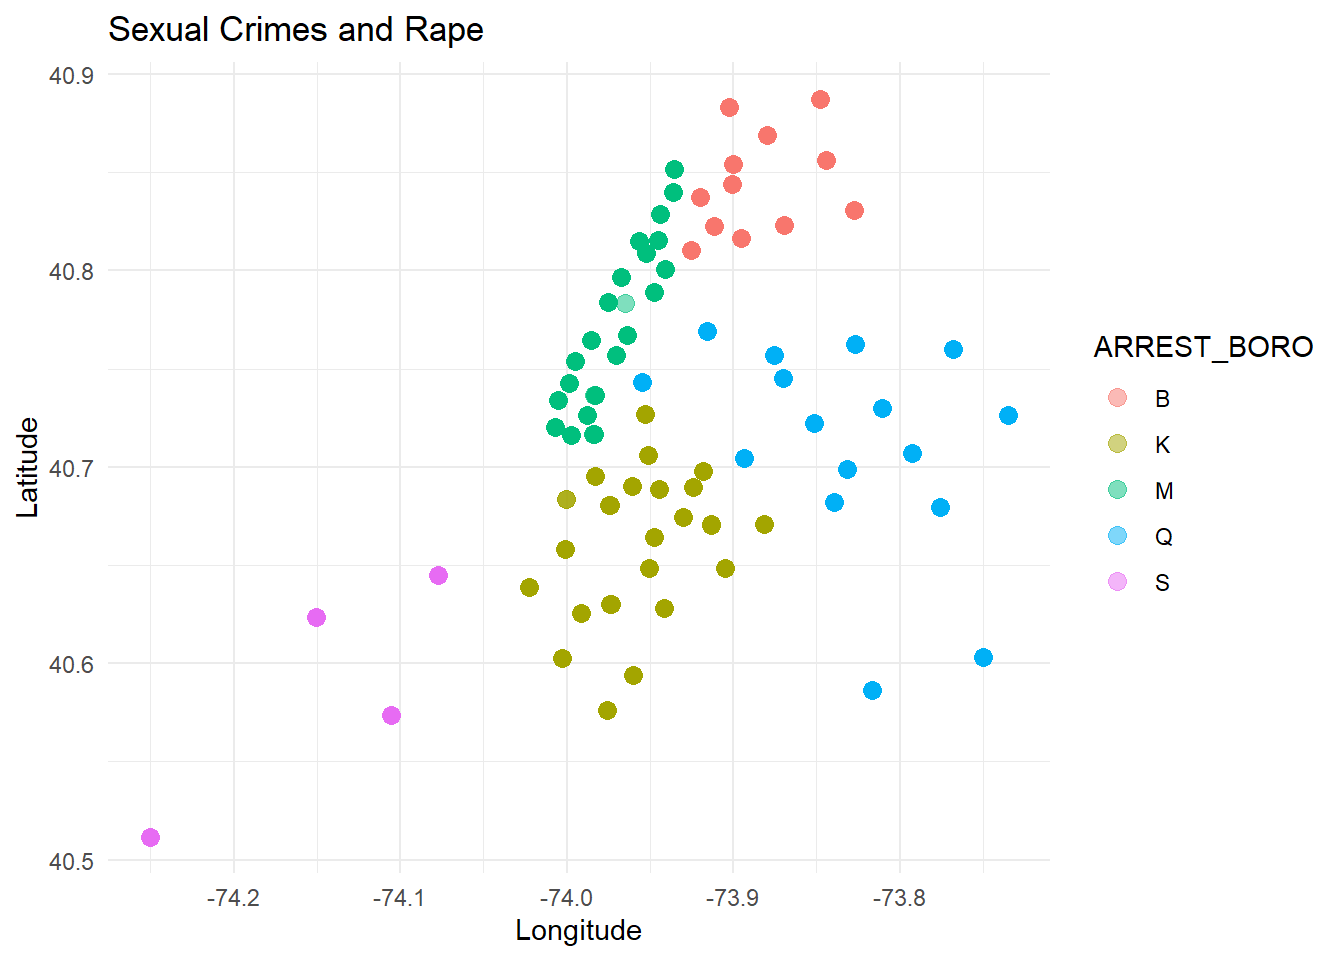 Sexual Crimes and Rape
40.9
40.8
40.7
40.6
40.5
Latitude
-74.2
-74.1
-74.0
-73.9
-73.8
Longitude
ARREST_BORO
B
K
M
Q
S